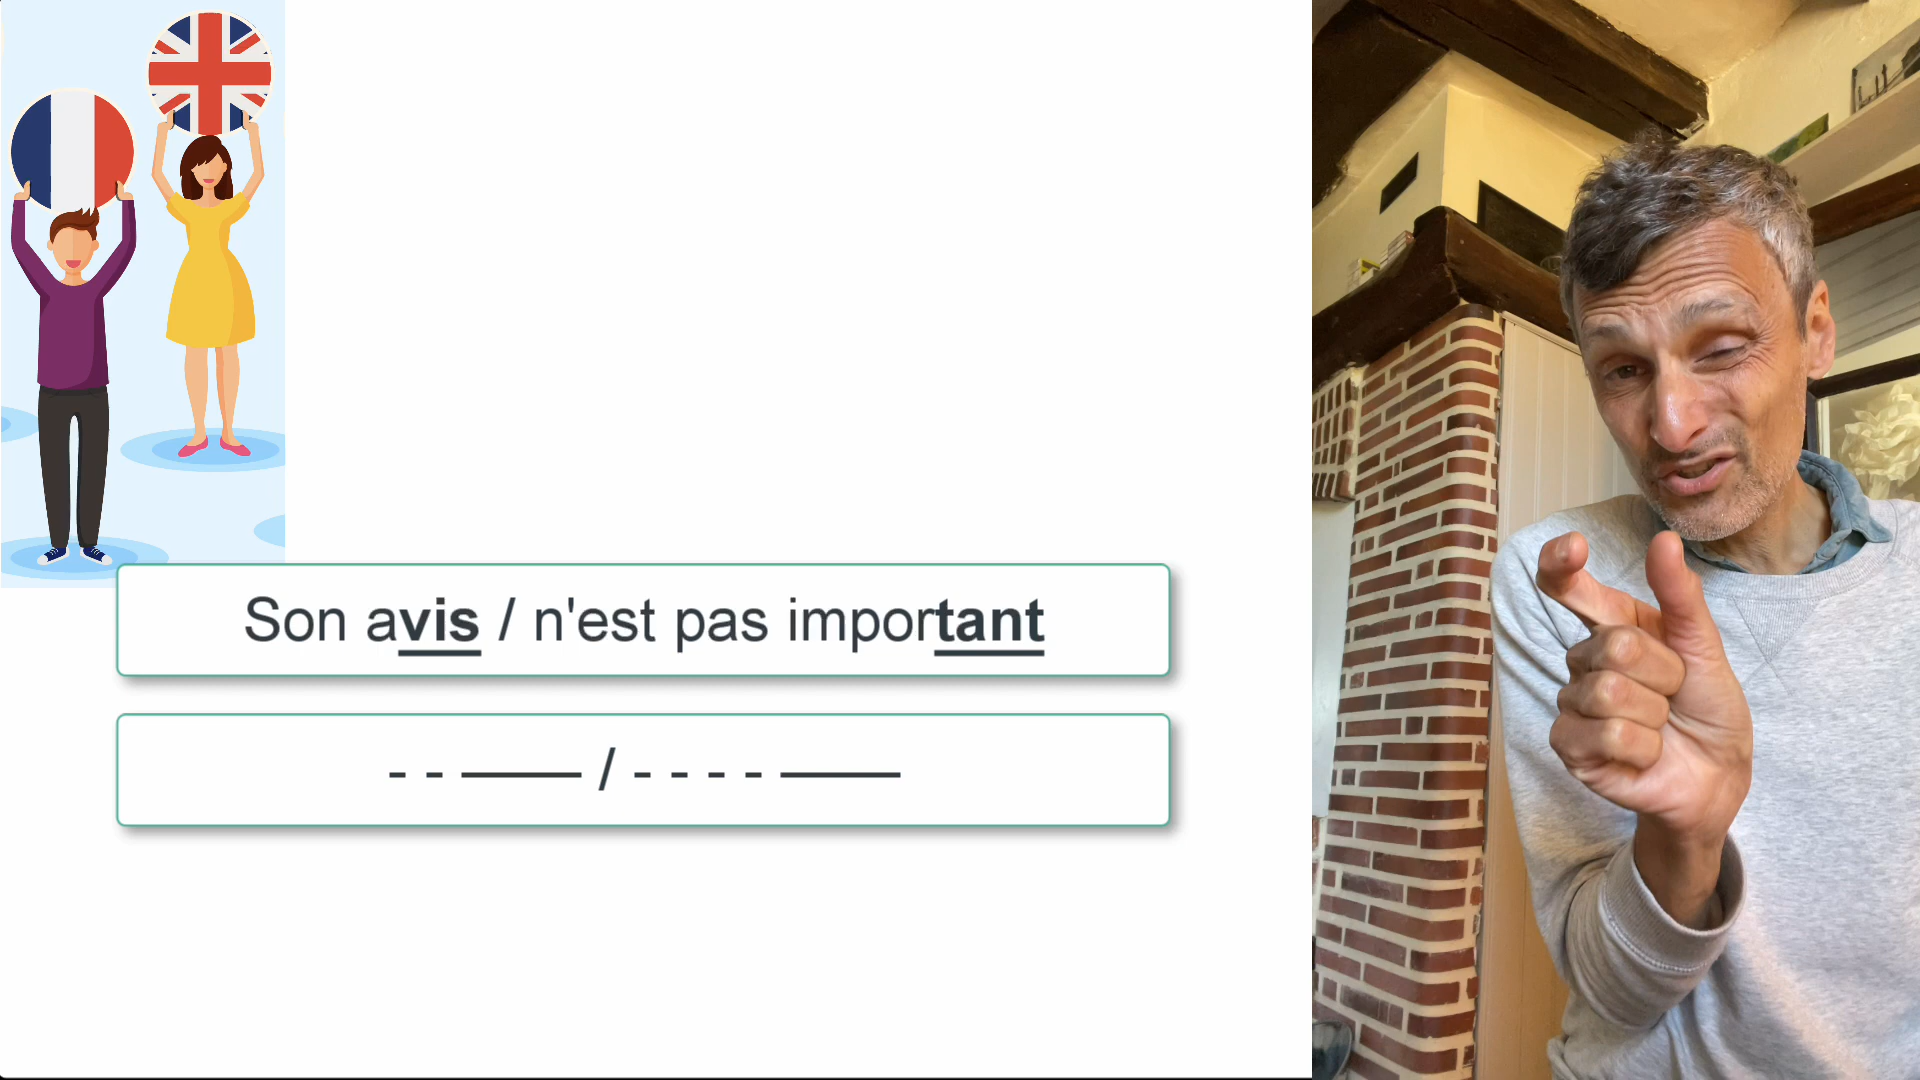 Son avis / n'est pas important
- - —— / - - - - ——